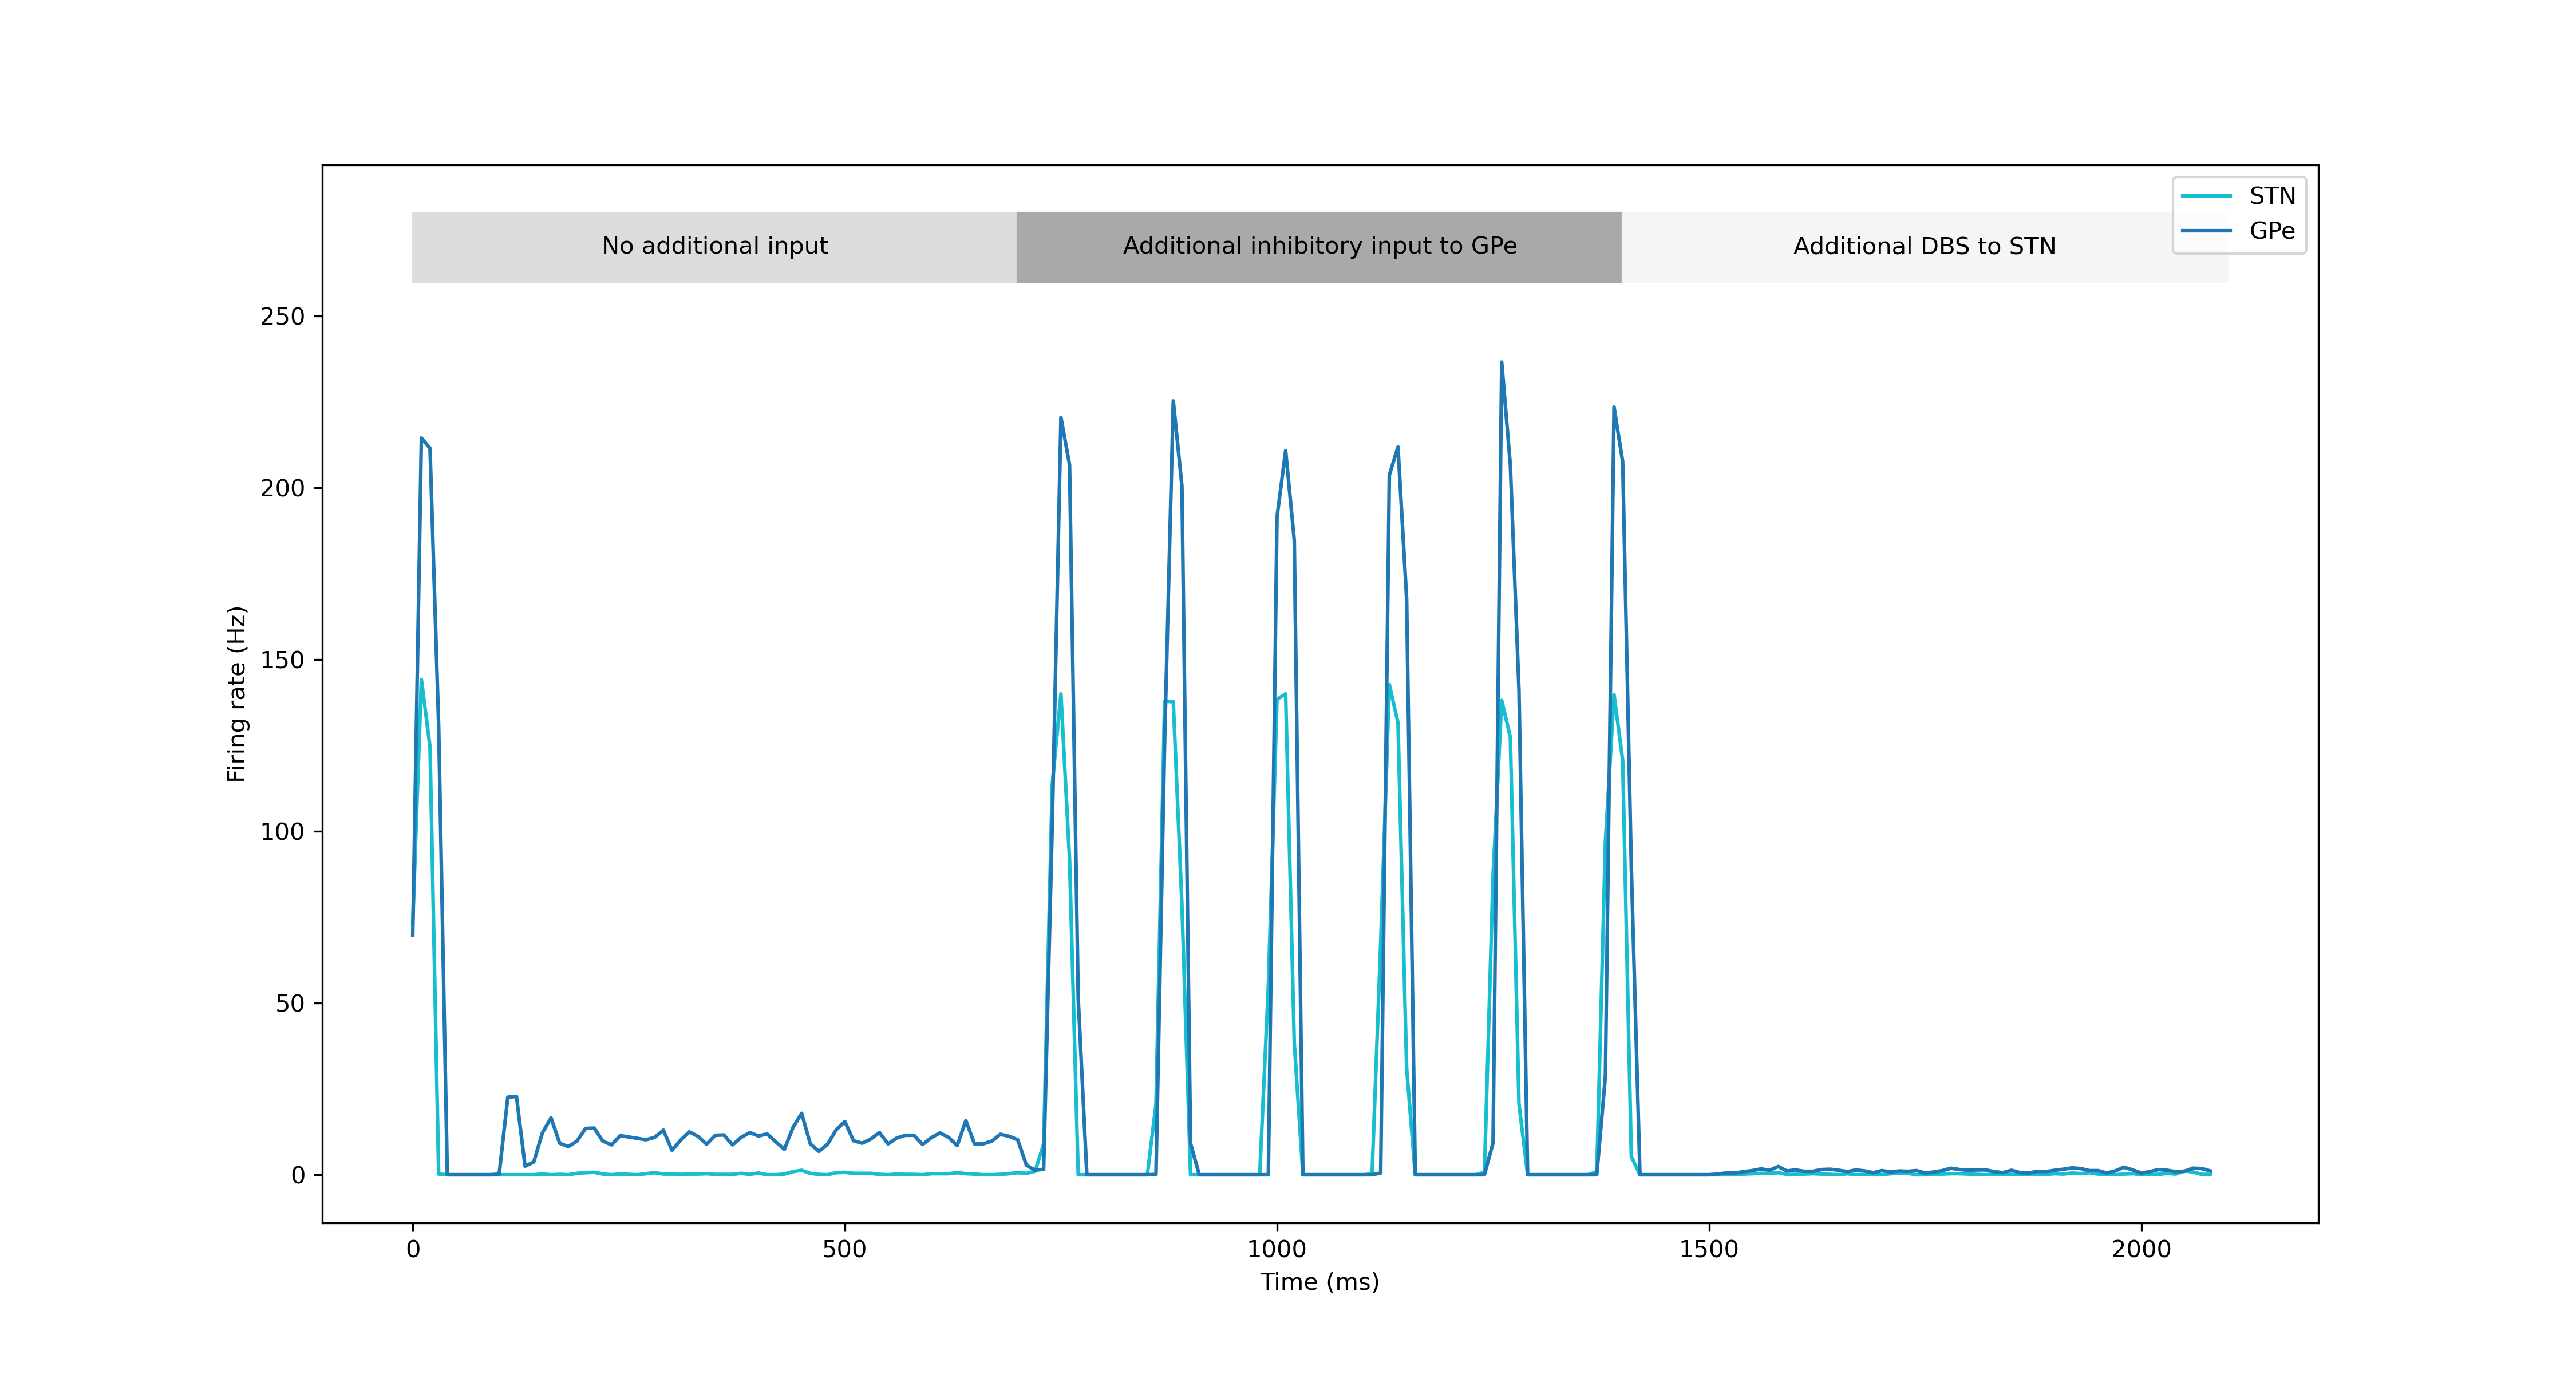 STN
GPe
No additional input
Additional inhibitory input to GPe
Additional DBS to STN
250
200
150
100
50
0
Firing rate (Hz)
0 500 1000 1500 2000
Time (ms)